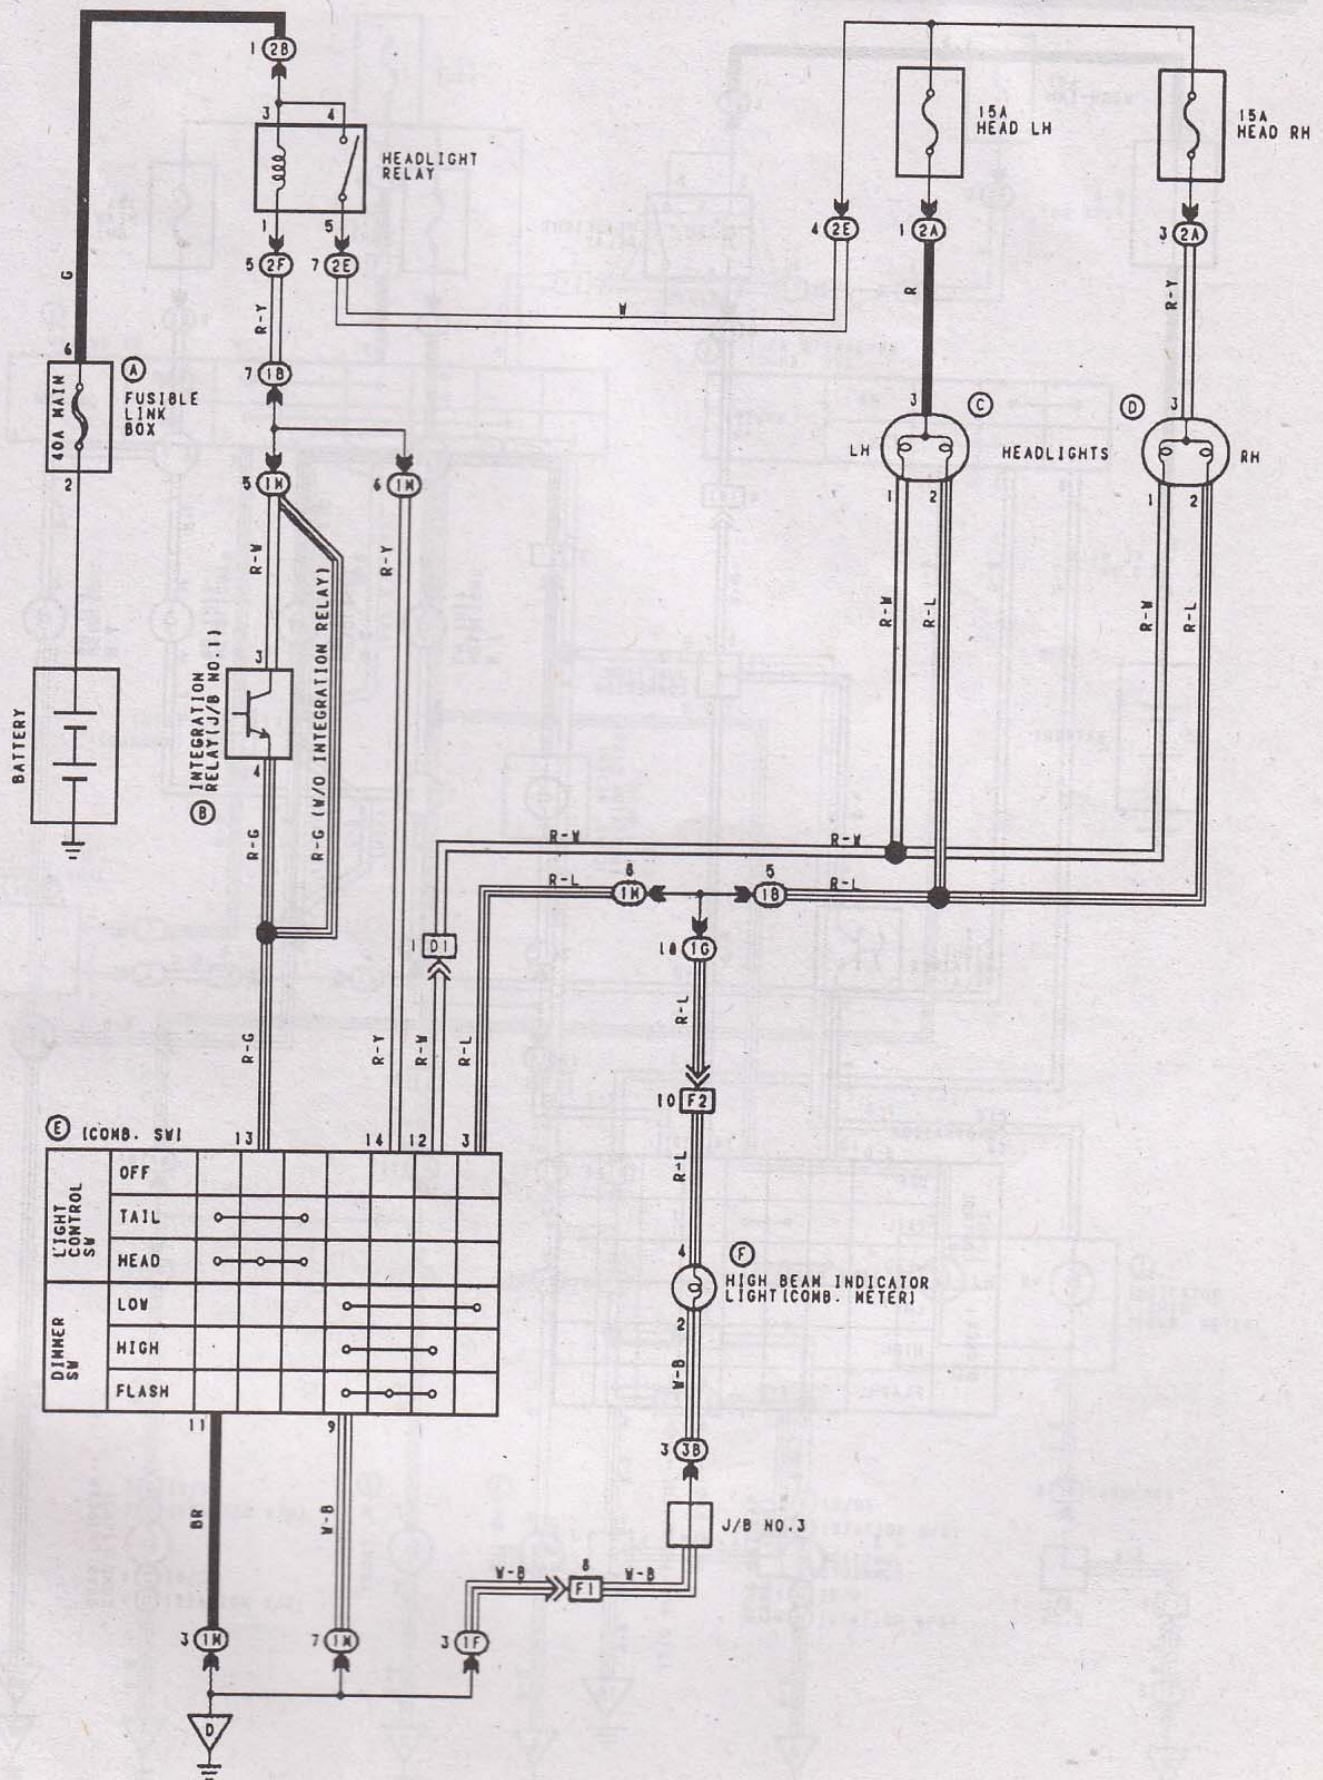 1 2B
3 4
HEADLIGHT
RELAY
1 5
5 2F 7 2E
G
R-Y
W
7 1B
15A
HEAD LH
15A
HEAD RH
4 2E 1 2A 3 2A
R
R-Y
6
40A MAIN
A
FUSIBLE
LINK
BOX
2
5 1M 6 1M
3 C D 3
LH HEADLIGHTS RH
1 2 1 2
R-W
R-Y
R-G (W/O INTEGRATION RELAY)
R-W R-L R-W R-L
BATTERY
3
INTEGRATION
RELAY(J/B NO.1)
B
4
R-G
R-W R-W
R-L 8 1M 5 1B R-L
1 D1
18 1G
R-L
R-G R-Y R-W R-L
10 F2
R-L
E (COMB. SW)
13 14 12 3
LIGHT
CONTROL
SW
OFF
TAIL
HEAD
DIMMER
SW
LOW
HIGH
FLASH
4
F
HIGH BEAM INDICATOR
LIGHT(COMB. METER)
2
W-B
11 9
3 3B
BR W-B
J/B NO.3
W-B 8 F1 W-B
3 1M 7 1M 3 1F
D